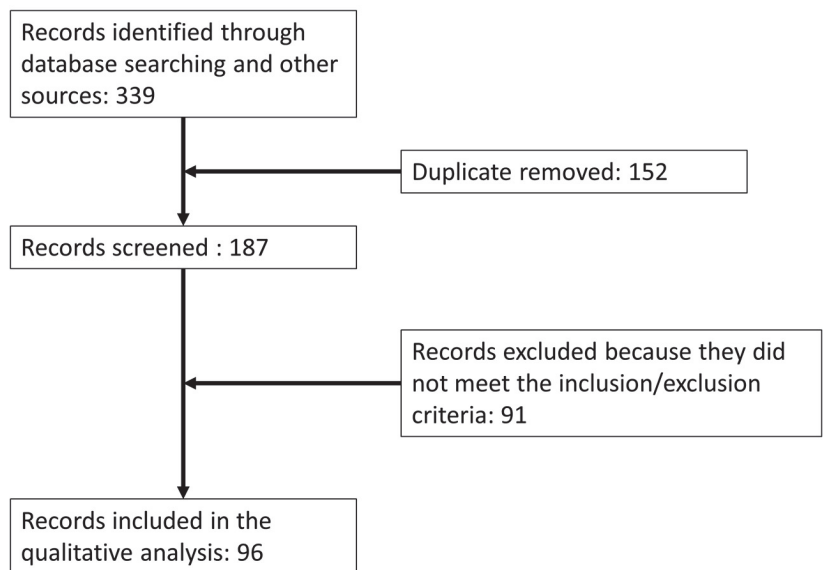 Records identified through
database searching and other
sources: 339
Duplicate removed: 152
Records screened : 187
Records excluded because they did
not meet the inclusion/exclusion
criteria: 91
Records included in the
qualitative analysis: 96